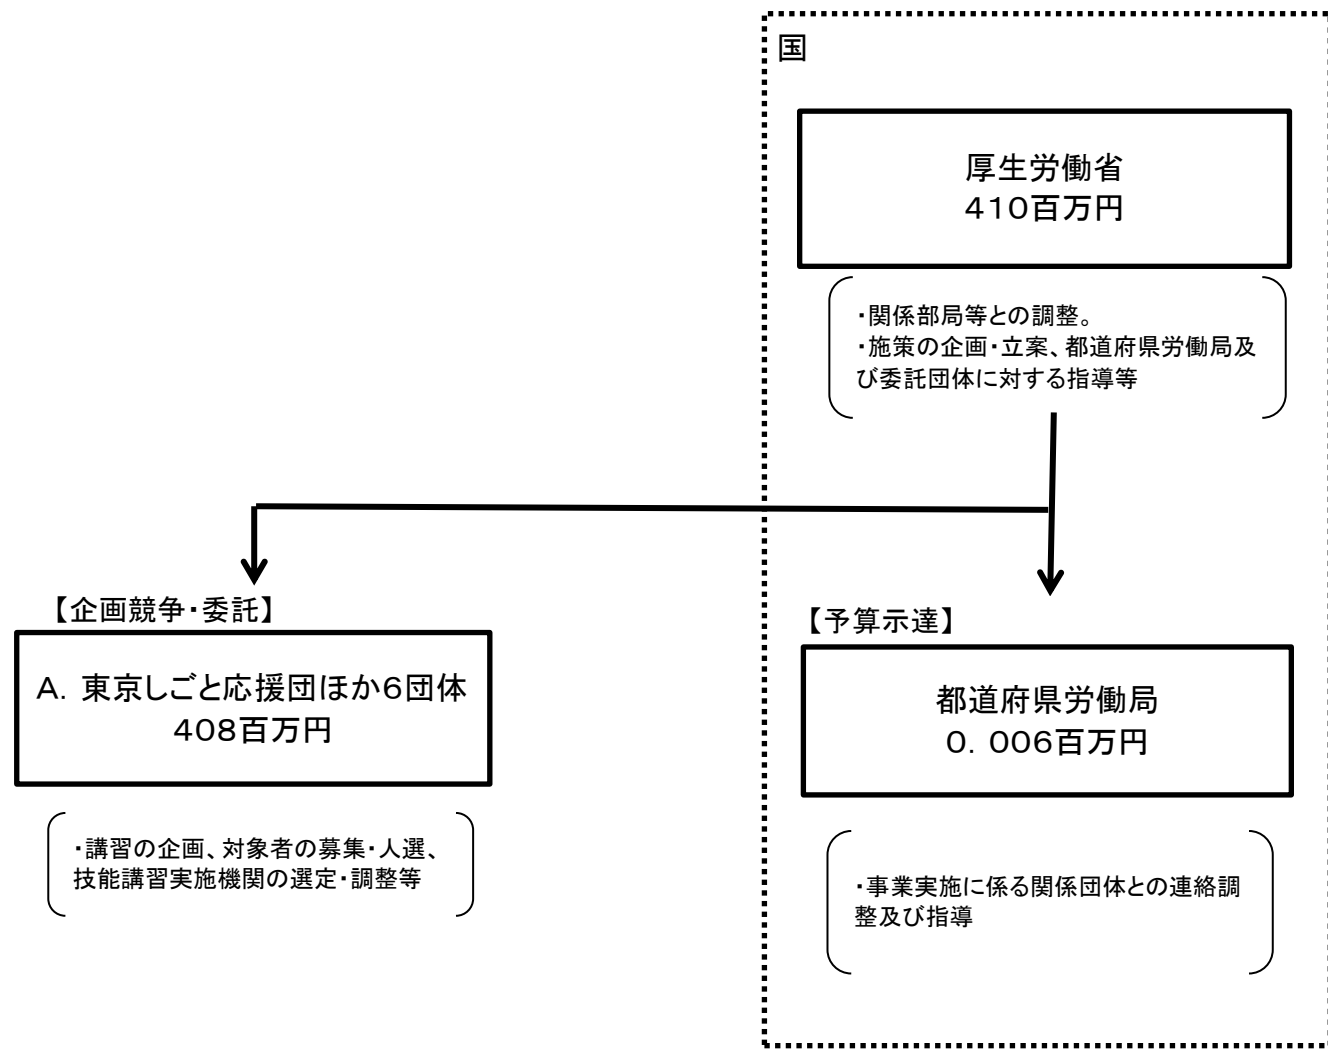 国
厚生労働省
410百万円
・関係部局等との調整。
・施策の企画・立案、都道府県労働局及
び委託団体に対する指導等
【企画競争・委託】
A．東京しごと応援団ほか6団体
408百万円
・講習の企画、対象者の募集・人選、
技能講習実施機関の選定・調整等
【予算示達】
都道府県労働局
0．006百万円
・事業実施に係る関係団体との連絡調
整及び指導